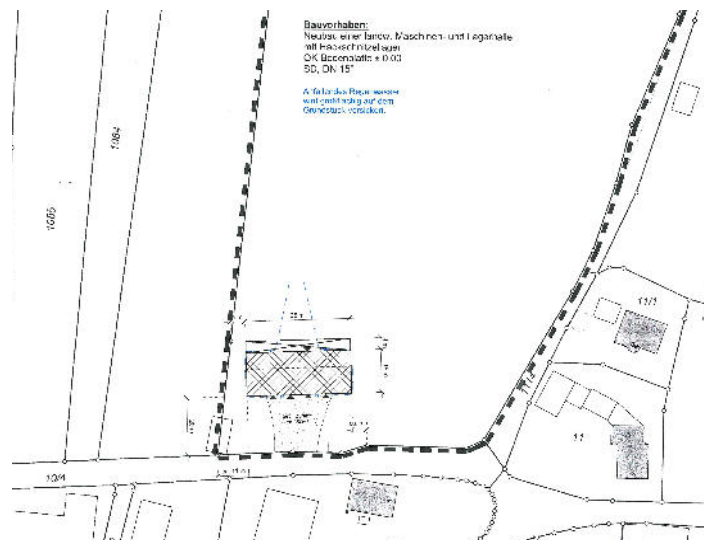 Bauvorhaben:
Neubau einer landw. Maschinen- und Lagerhalle
mit Hackschnitzellager
OK Bodenplatte ± 0.00
SD, DN 15°
Anfallendes Regenwasser
wird großflächig auf dem
Grundstück versickert.
1084
1085
11/1
11
10/4